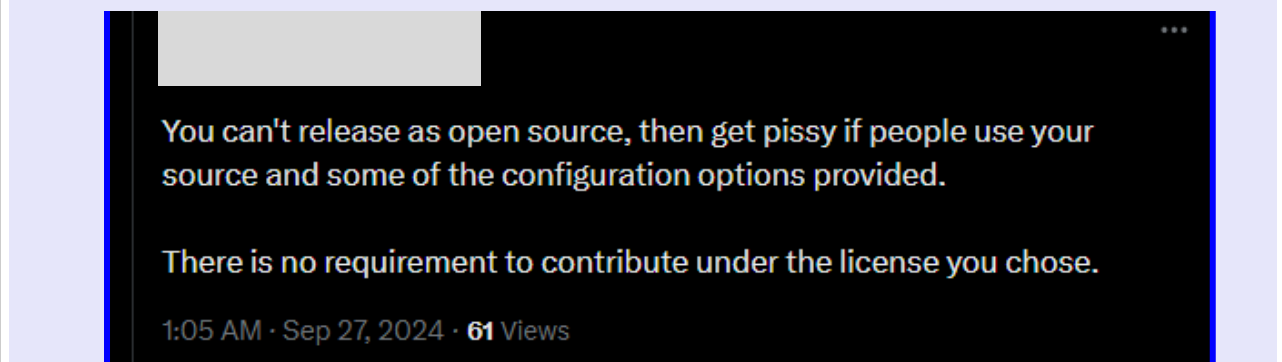 You can't release as open source, then get pissy if people use your
source and some of the configuration options provided.
There is no requirement to contribute under the license you chose.
1:05 AM · Sep 27, 2024 · 61 Views